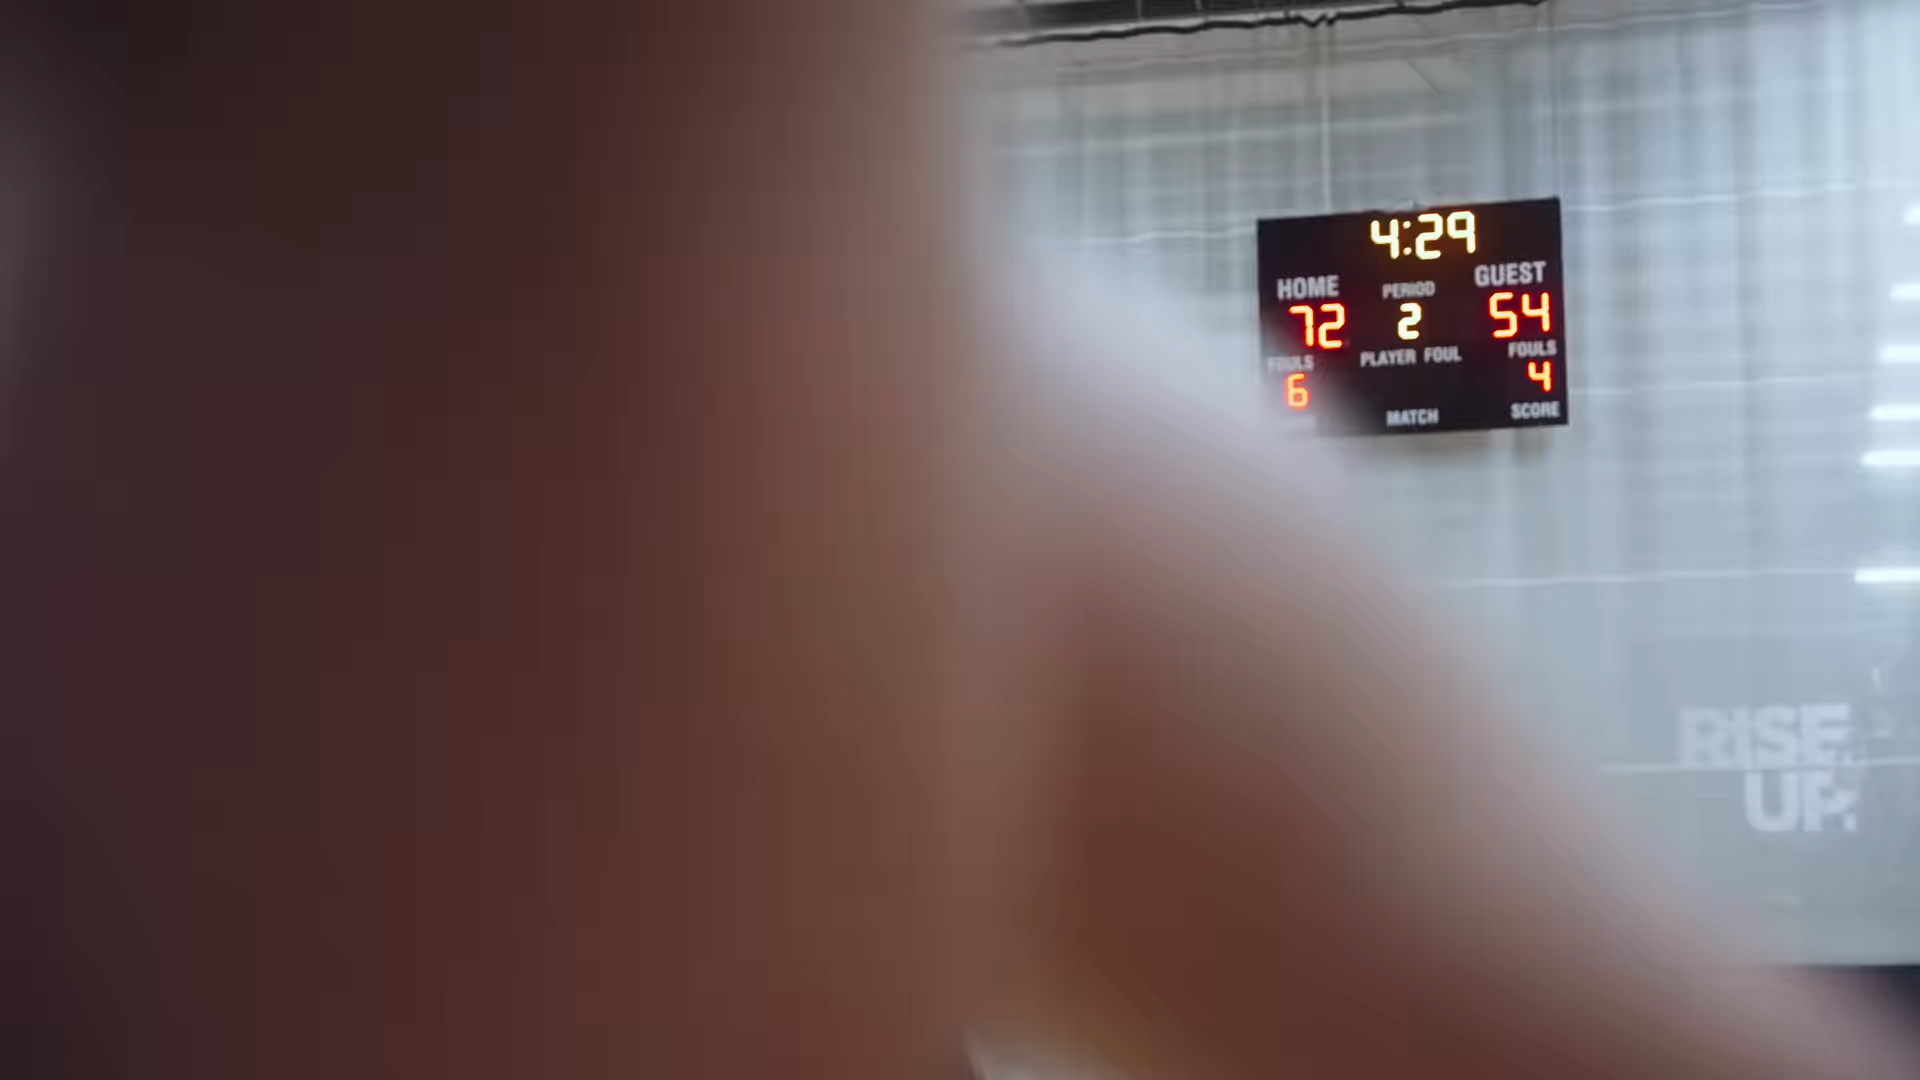 4:29
HOME PERIOD GUEST
72 2 54
FOULS PLAYER FOUL FOULS
6 4
MATCH SCORE
RISE
UP.